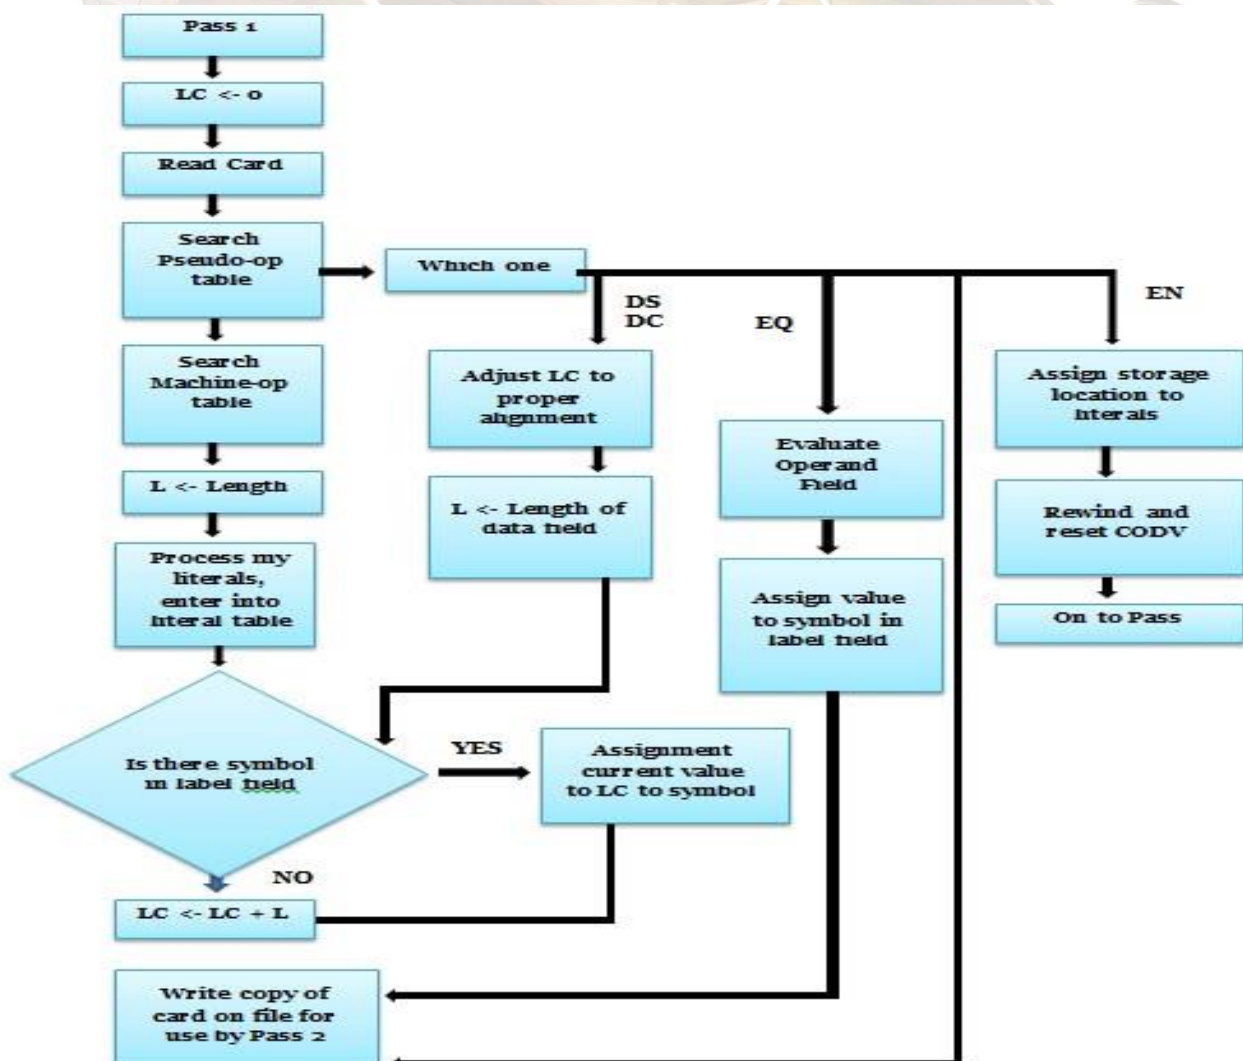 Pass 1
LC <- 0
Read Card
Search
Pseudo-op
table
Which one
DS
DC
EQ
EN
Search
Machine-op
table
Adjust LC to
proper
alignment
Assign storage
location to
literals
Evaluate
Operand
Field
L <- Length
L <- Length of
data field
Rewind and
reset CODV
Process my
literals,
enter into
literal table
Assign value
to symbol in
label field
On to Pass
Is there symbol
in label field
YES
Assignment
current value
to LC to symbol
NO
LC <- LC + L
Write copy of
card on file for
use by Pass 2